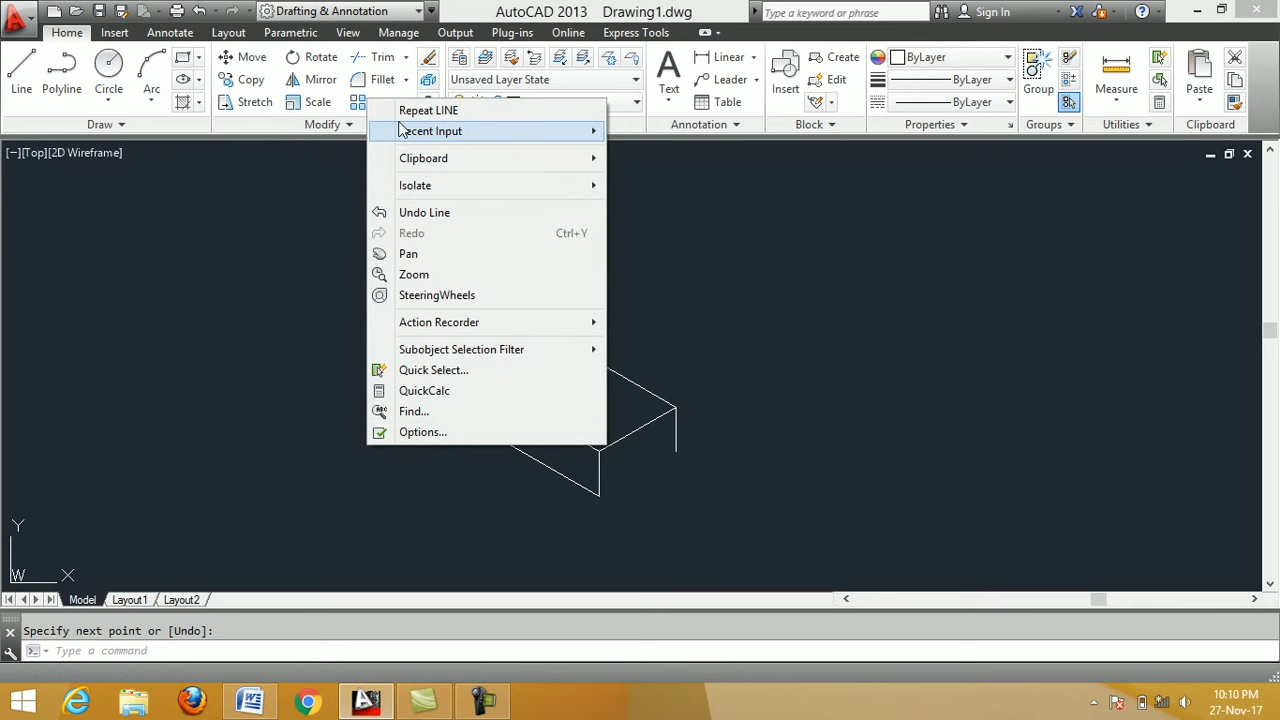 Drafting & Annotation
AutoCAD 2013 Drawing1.dwg
Type a keyword or phrase
Sign In
Home Insert Annotate Layout Parametric View Manage Output Plug-ins Online Express Tools
Line Polyline Circle Arc
Move Rotate Trim
Copy Mirror Fillet
Stretch Scale
Unsaved Layer State
Text
Linear
Leader
Table
Insert
Create
Edit
ByLayer
ByLayer
ByLayer
Group
Measure
Paste
Draw Modify Annotation Block Properties Groups Utilities Clipboard
[−][Top][2D Wireframe]
Repeat LINE
Recent Input
Clipboard
Isolate
Undo Line
Redo Ctrl+Y
Pan
Zoom
SteeringWheels
Action Recorder
Subobject Selection Filter
Quick Select...
QuickCalc
Find...
Options...
Y
W X
Model Layout1 Layout2
Specify next point or [Undo]:
Type a command
10:10 PM
27-Nov-17